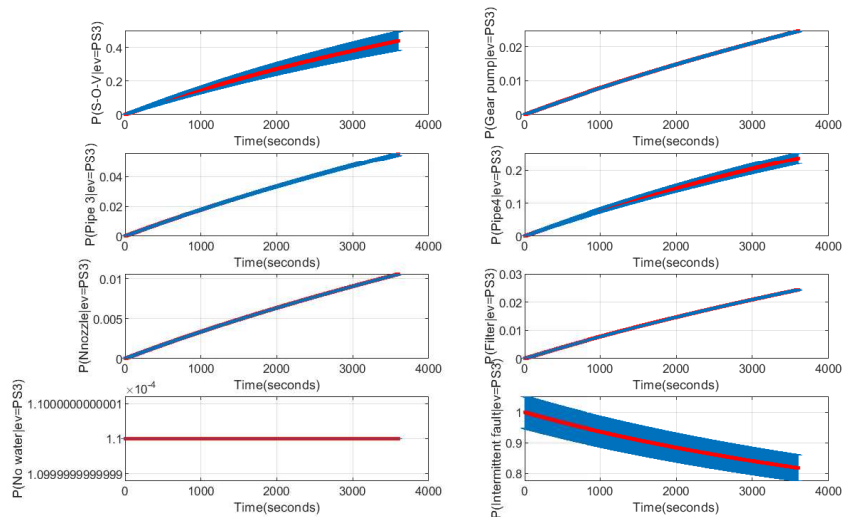 P(S-O-V|ev=PS3)
0.4
0.2
0
0 1000 2000 3000 4000
Time(seconds)
P(Gear pump|ev=PS3)
0.02
0.01
0
0 1000 2000 3000 4000
Time(seconds)
P(Pipe 3|ev=PS3)
0.04
0.02
0
0 1000 2000 3000 4000
Time(seconds)
P(Pipe4|ev=PS3)
0.2
0.1
0
0 1000 2000 3000 4000
Time(seconds)
P(Nnozzle|ev=PS3)
0.01
0.005
0
0 1000 2000 3000 4000
Time(seconds)
P(Filter|ev=PS3)
0.03
0.02
0.01
0
0 1000 2000 3000 4000
Time(seconds)
P(No water|ev=PS3)
×10-4
1.1000000000001
1.1
1.0999999999999
0 1000 2000 3000 4000
Time(seconds)
P(Intermittent fault|ev=PS3)
1
0.9
0.8
0 1000 2000 3000 4000
Time(seconds)